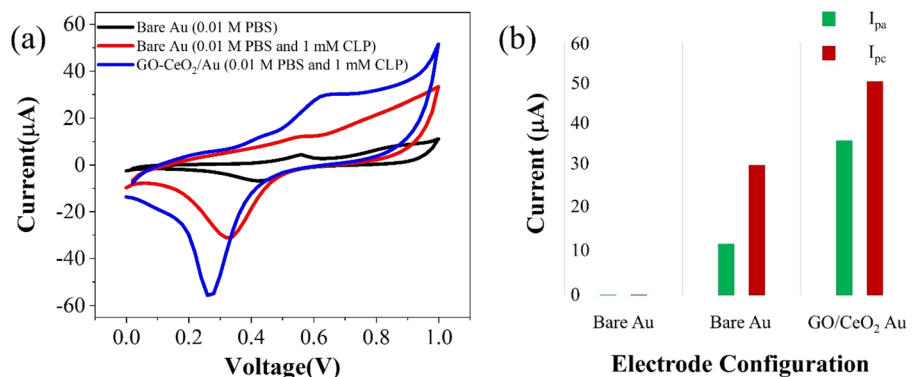 (a)
Bare Au (0.01 M PBS)
Bare Au (0.01 M PBS and 1 mM CLP)
GO-CeO₂/Au (0.01 M PBS and 1 mM CLP)
Current(μA)
60
40
20
0
-20
-40
-60
0.0 0.2 0.4 0.6 0.8 1.0
Voltage(V)
(b)
Iₚₐ
Iₚ꜀
Current (μA)
60
50
40
30
20
10
0
Bare Au Bare Au GO/CeO₂ Au
Electrode Configuration